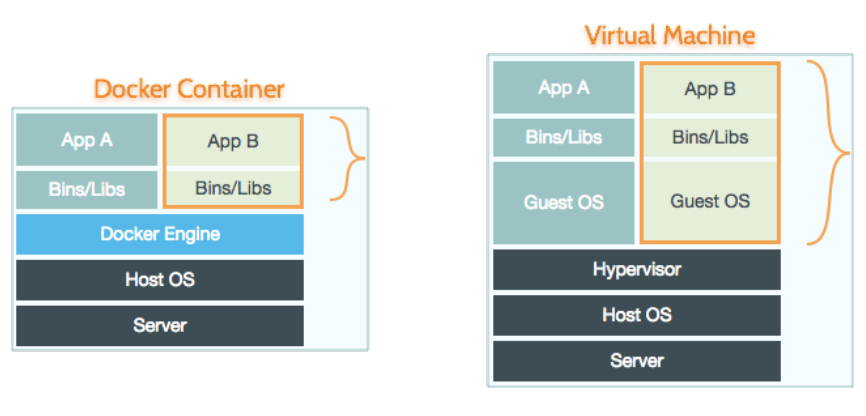 Docker Container
App A
App B
Bins/Libs
Bins/Libs
Docker Engine
Host OS
Server
Virtual Machine
App A
App B
Bins/Libs
Bins/Libs
Guest OS
Guest OS
Hypervisor
Host OS
Server